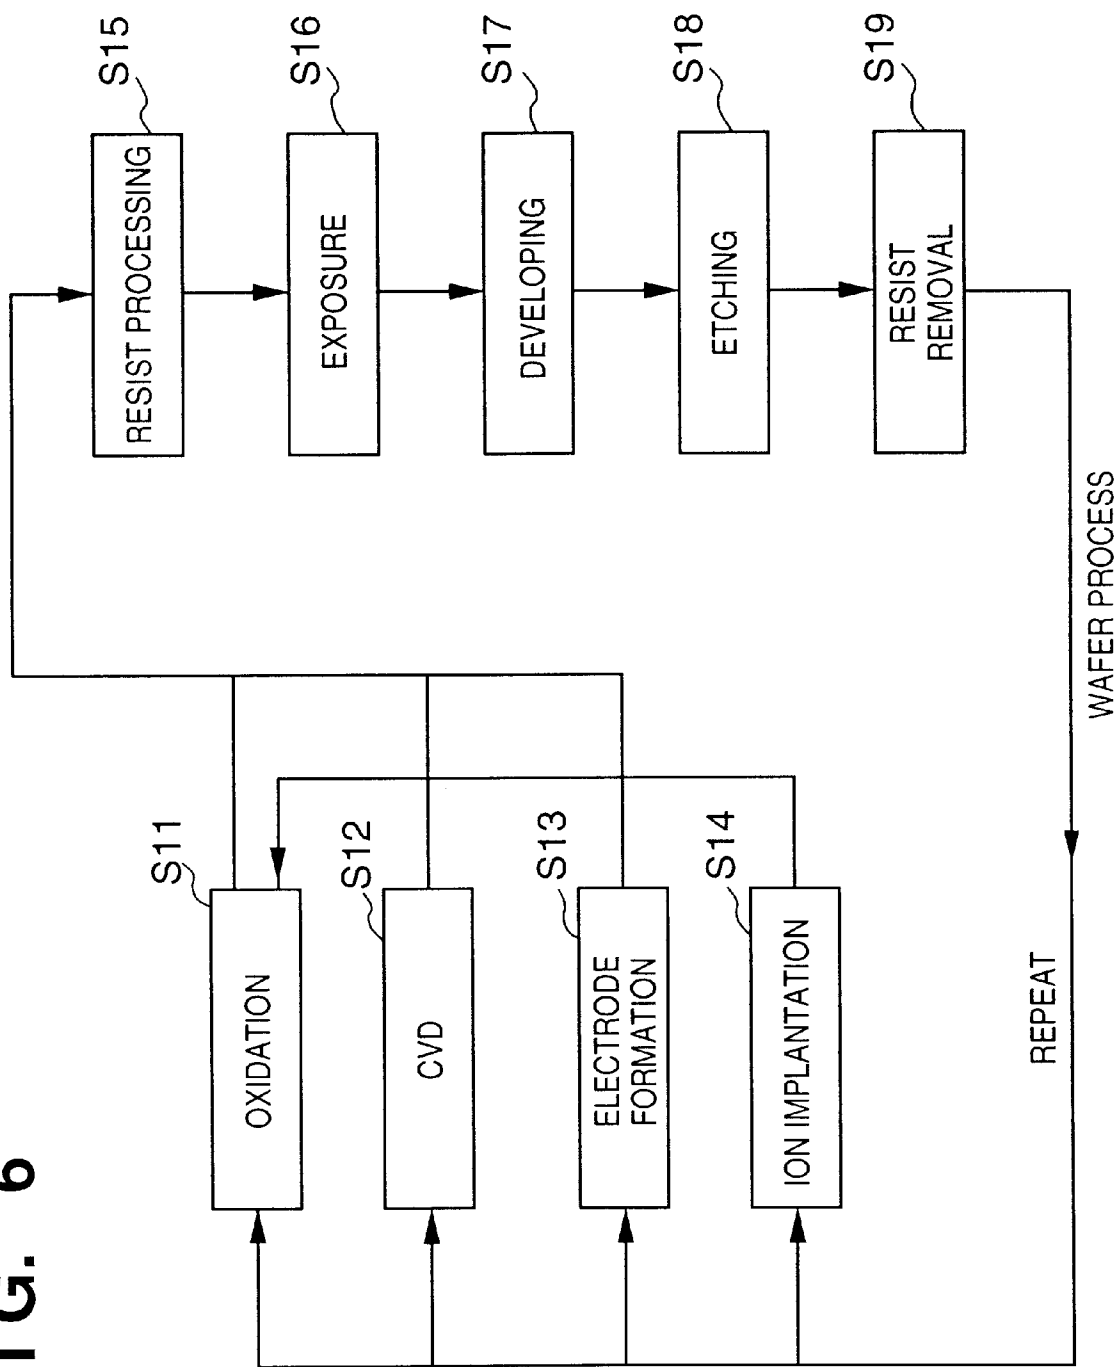 FIG. 6
S11
OXIDATION
S12
CVD
S13
ELECTRODE
FORMATION
S14
ION IMPLANTATION
S15
RESIST PROCESSING
S16
EXPOSURE
S17
DEVELOPING
S18
ETCHING
S19
RESIST
REMOVAL
REPEAT
WAFER PROCESS